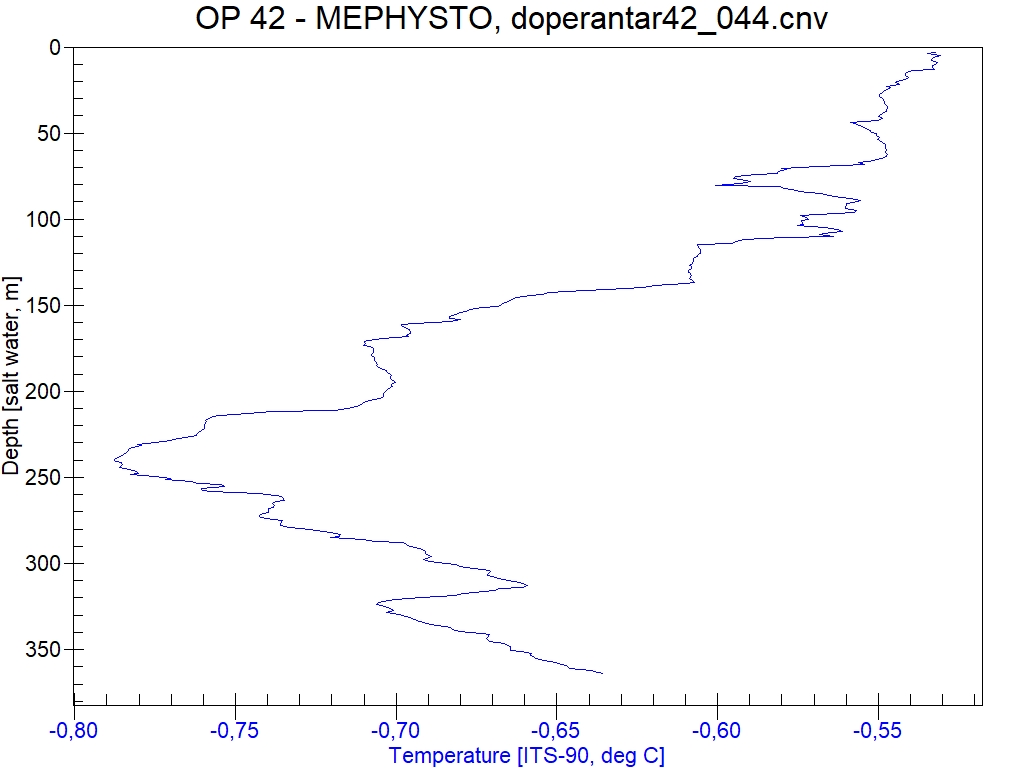 OP 42 - MEPHYSTO, doperantar42_044.cnv
0
50
100
150
200
250
300
350
Depth [salt water, m]
-0,80 -0,75 -0,70 -0,65 -0,60 -0,55
Temperature [ITS-90, deg C]